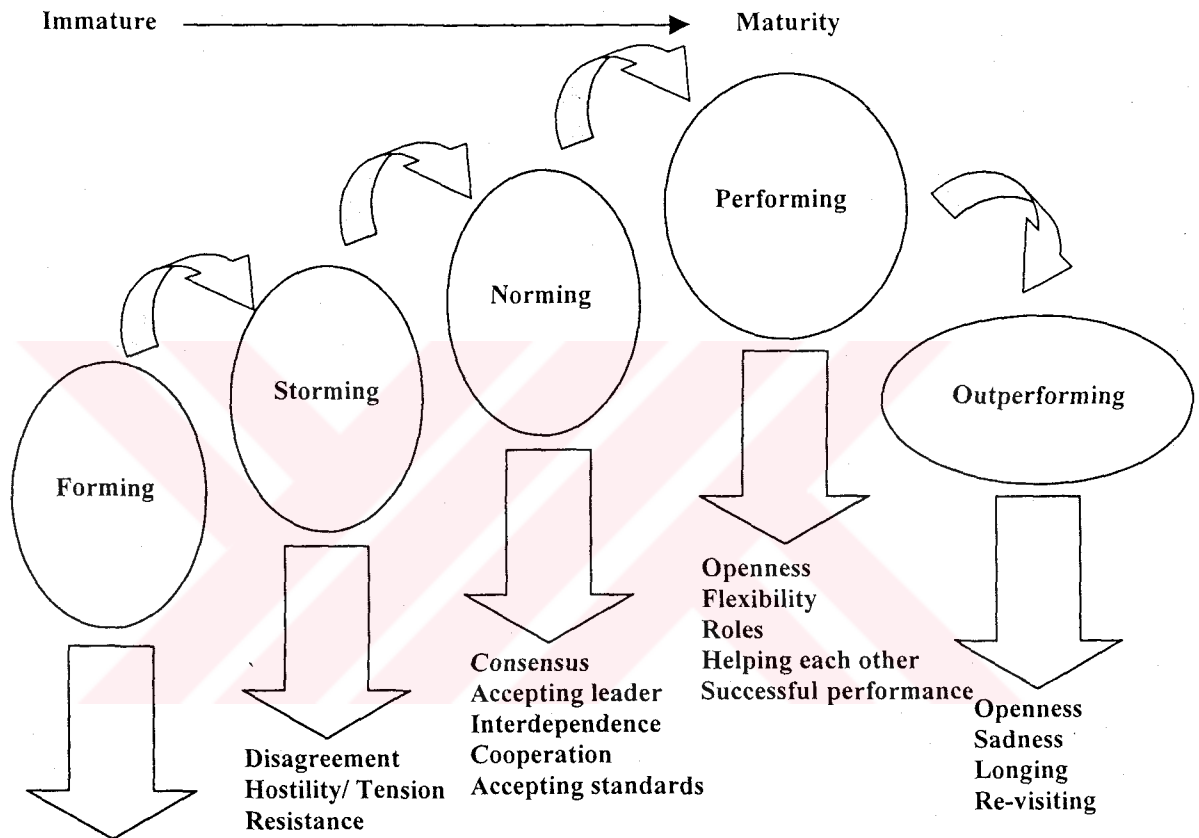 Immature
Maturity
Performing
Norming
Storming
Outperforming
Forming
Openness
Flexibility
Roles
Helping each other
Successful performance
Consensus
Accepting leader
Interdependence
Cooperation
Accepting standards
Openness
Sadness
Longing
Re-visiting
Disagreement
Hostility/ Tension
Resistance